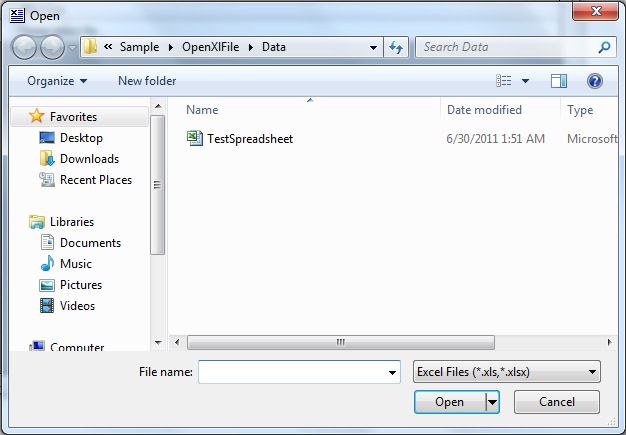 Open
« Sample OpenXlFile Data Search Data
Organize New folder
Favorites
Desktop
Downloads
Recent Places
Libraries
Documents
Music
Pictures
Videos
Computer
Name Date modified Type
TestSpreadsheet 6/30/2011 1:51 AM Microsoft
File name: Excel Files (*.xls,*.xlsx)
Open Cancel